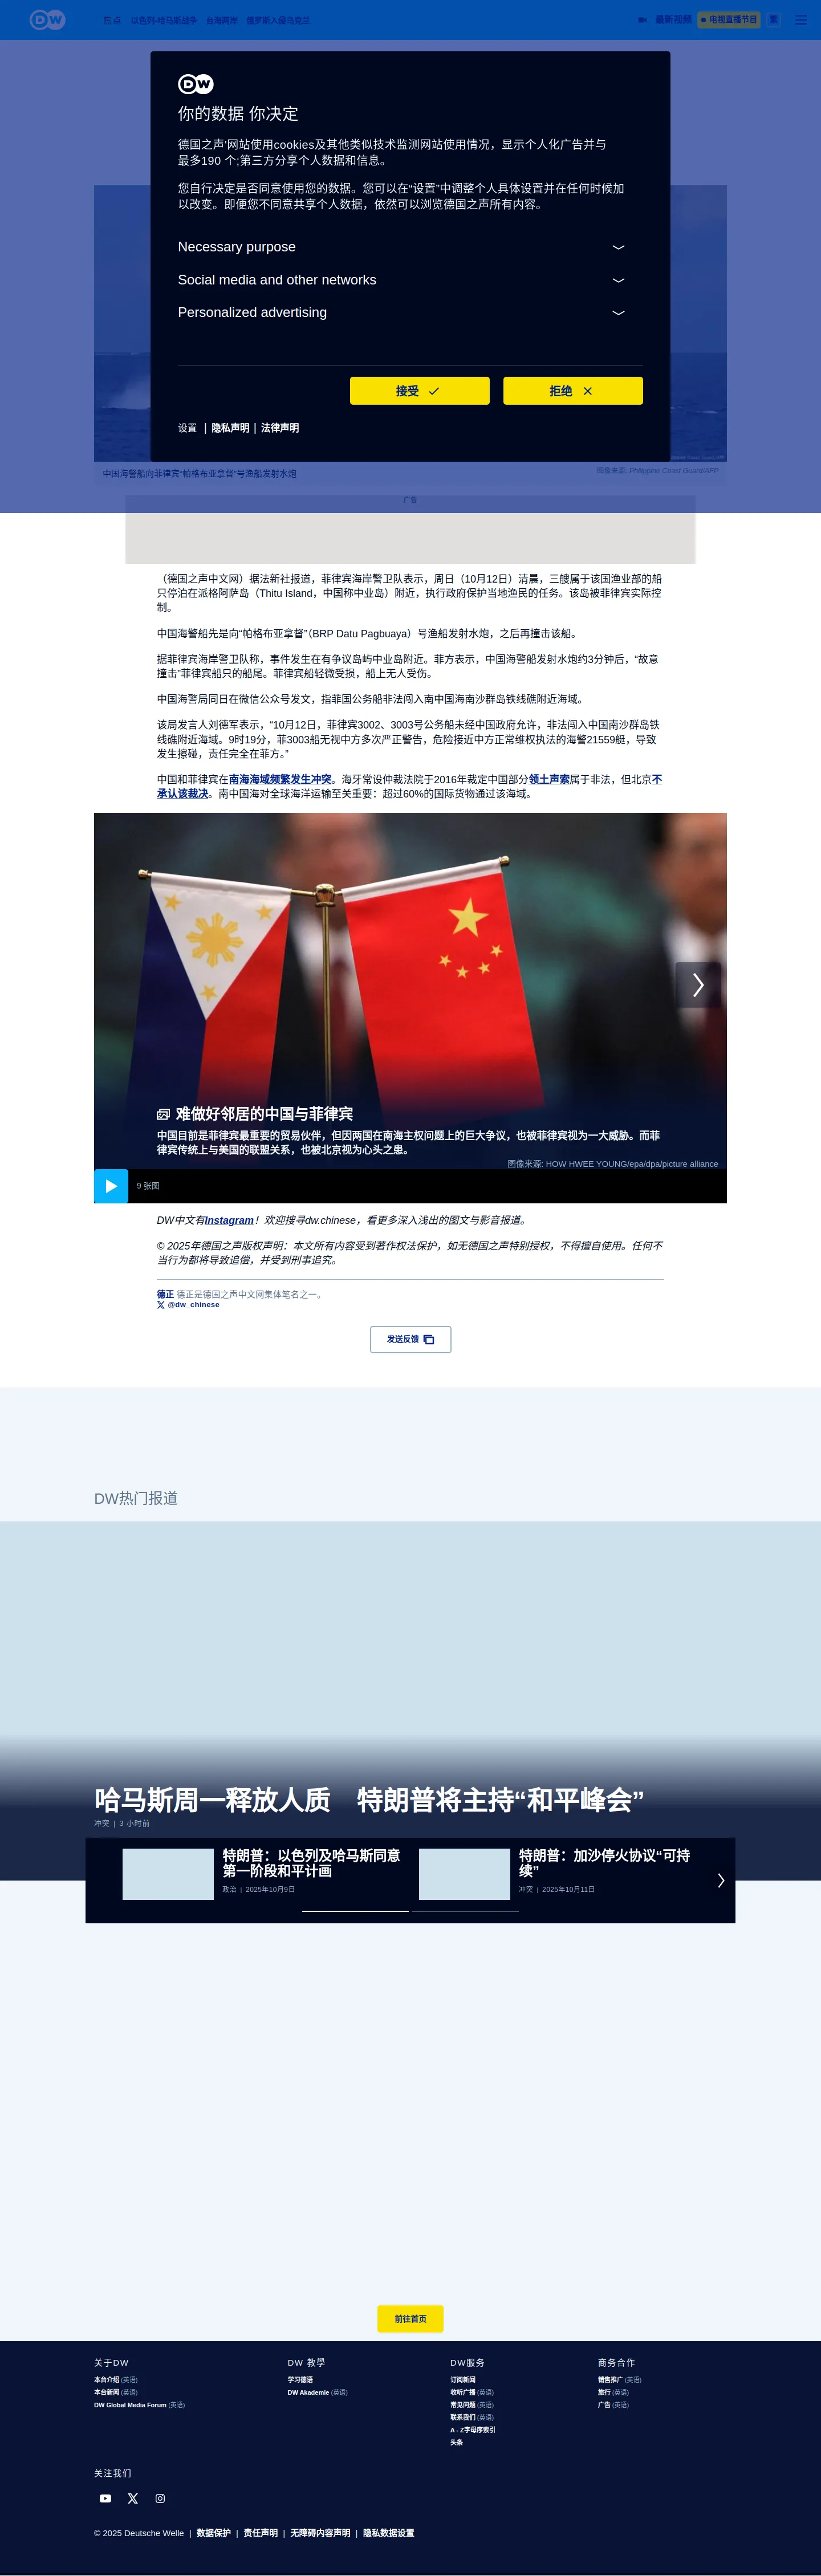 DW
焦点
以色列-哈马斯战争
台海两岸
俄罗斯入侵乌克兰
最新视频
电视直播节目
繁
DW
你的数据 你决定
德国之声'网站使用cookies及其他类似技术监测网站使用情况，显示个人化广告并与
最多190 个;第三方分享个人数据和信息。
您自行决定是否同意使用您的数据。您可以在“设置”中调整个人具体设置并在任何时候加
以改变。即便您不同意共享个人数据，依然可以浏览德国之声所有内容。
Necessary purpose
Social media and other networks
Personalized advertising
接受
拒绝
设置 | 隐私声明 | 法律声明
中国海警船向菲律宾“帕格布亚拿督”号渔船发射水炮
图像来源: Philippine Coast Guard/AFP
广告
（德国之声中文网）据法新社报道，菲律宾海岸警卫队表示，周日（10月12日）清晨，三艘属于该国渔业部的船
只停泊在派格阿萨岛（Thitu Island，中国称中业岛）附近，执行政府保护当地渔民的任务。该岛被菲律宾实际控
制。
中国海警船先是向“帕格布亚拿督”（BRP Datu Pagbuaya）号渔船发射水炮，之后再撞击该船。
据菲律宾海岸警卫队称，事件发生在有争议岛屿中业岛附近。菲方表示，中国海警船发射水炮约3分钟后，“故意
撞击”菲律宾船只的船尾。菲律宾船轻微受损，船上无人受伤。
中国海警局同日在微信公众号发文，指菲国公务船非法闯入南中国海南沙群岛铁线礁附近海域。
该局发言人刘德军表示，“10月12日，菲律宾3002、3003号公务船未经中国政府允许，非法闯入中国南沙群岛铁
线礁附近海域。9时19分，菲3003船无视中方多次严正警告，危险接近中方正常维权执法的海警21559艇，导致
发生擦碰，责任完全在菲方。”
中国和菲律宾在南海海域频繁发生冲突。海牙常设仲裁法院于2016年裁定中国部分领土声索属于非法，但北京不
承认该裁决。南中国海对全球海洋运输至关重要：超过60%的国际货物通过该海域。
难做好邻居的中国与菲律宾
中国目前是菲律宾最重要的贸易伙伴，但因两国在南海主权问题上的巨大争议，也被菲律宾视为一大威胁。而菲
律宾传统上与美国的联盟关系，也被北京视为心头之患。
图像来源: HOW HWEE YOUNG/epa/dpa/picture alliance
9 张图
DW中文有Instagram！欢迎搜寻dw.chinese，看更多深入浅出的图文与影音报道。
© 2025年德国之声版权声明：本文所有内容受到著作权法保护，如无德国之声特别授权，不得擅自使用。任何不
当行为都将导致追偿，并受到刑事追究。
德正 德正是德国之声中文网集体笔名之一。
@dw_chinese
发送反馈
DW热门报道
哈马斯周一释放人质　特朗普将主持“和平峰会”
冲突 | 3 小时前
特朗普：以色列及哈马斯同意
第一阶段和平计画
政治 | 2025年10月9日
特朗普：加沙停火协议“可持
续”
冲突 | 2025年10月11日
前往首页
关于DW
本台介绍 (英语)
本台新闻 (英语)
DW Global Media Forum (英语)
DW 教學
学习德语
DW Akademie (英语)
DW服务
订阅新闻
收听广播 (英语)
常见问题 (英语)
联系我们 (英语)
A - Z字母序索引
头条
商务合作
销售推广 (英语)
旅行 (英语)
广告 (英语)
关注我们
© 2025 Deutsche Welle | 数据保护 | 责任声明 | 无障碍内容声明 | 隐私数据设置